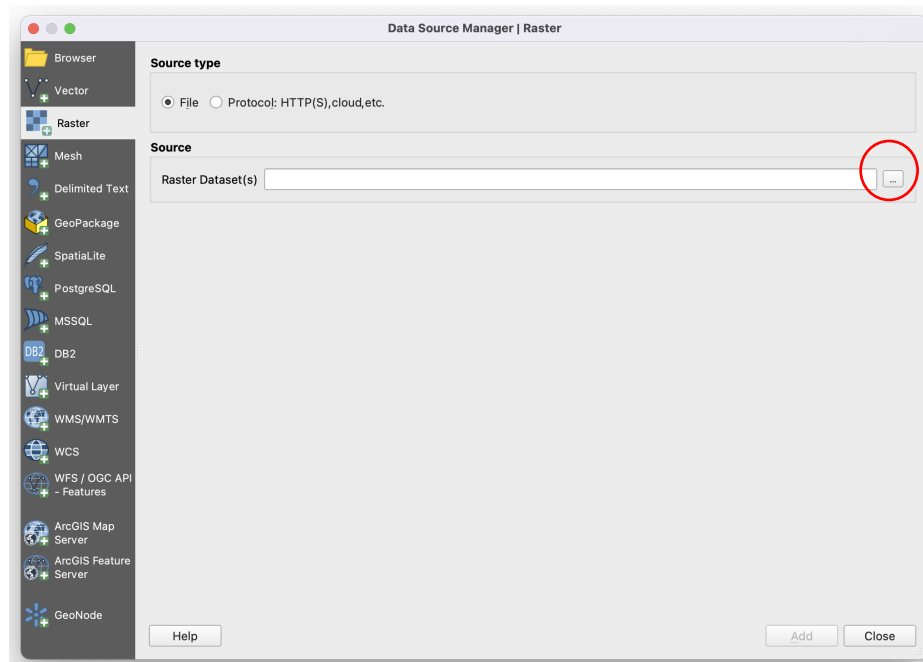 Data Source Manager | Raster
Browser
Vector
Raster
Mesh
Delimited Text
GeoPackage
SpatiaLite
PostgreSQL
MSSQL
DB2
DB2
Virtual Layer
WMS/WMTS
WCS
WFS / OGC API
- Features
ArcGIS Map
Server
ArcGIS Feature
Server
GeoNode
Source type
File
Protocol: HTTP(S),cloud,etc.
Source
Raster Dataset(s)
...
Help
Add
Close